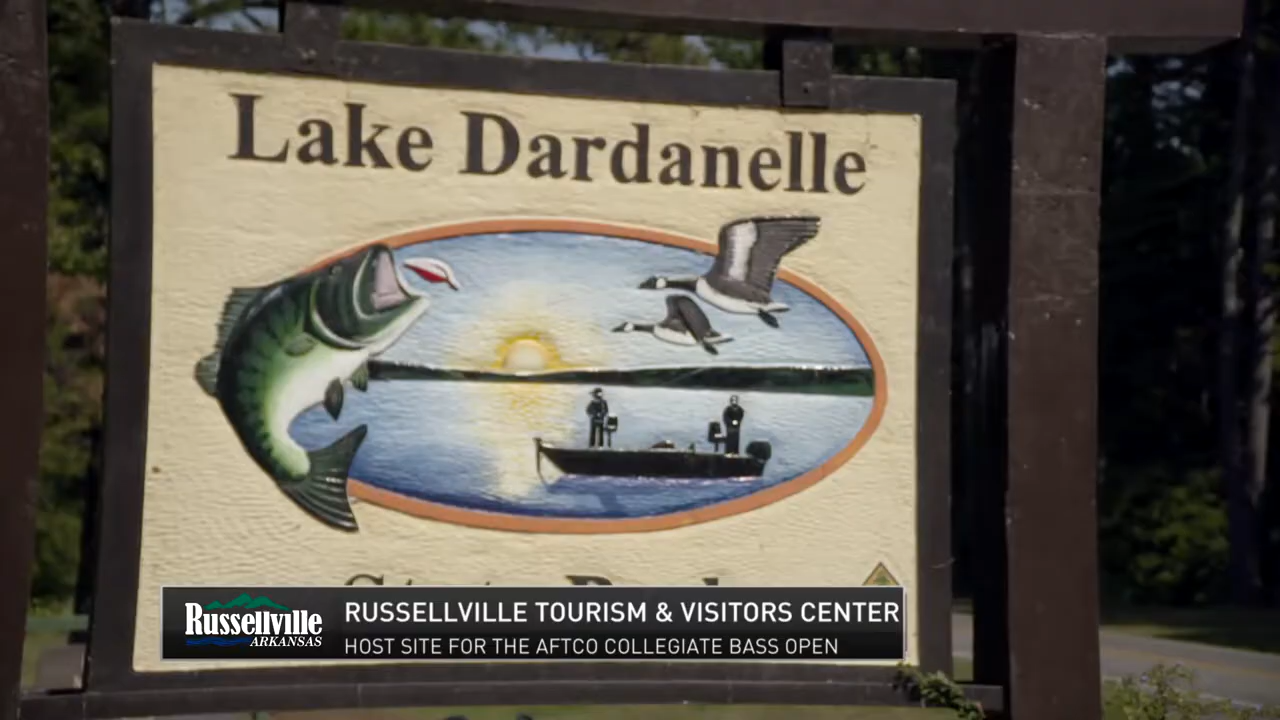 Lake Dardanelle
Russellville
ARKANSAS
RUSSELLVILLE TOURISM & VISITORS CENTER
HOST SITE FOR THE AFTCO COLLEGIATE BASS OPEN